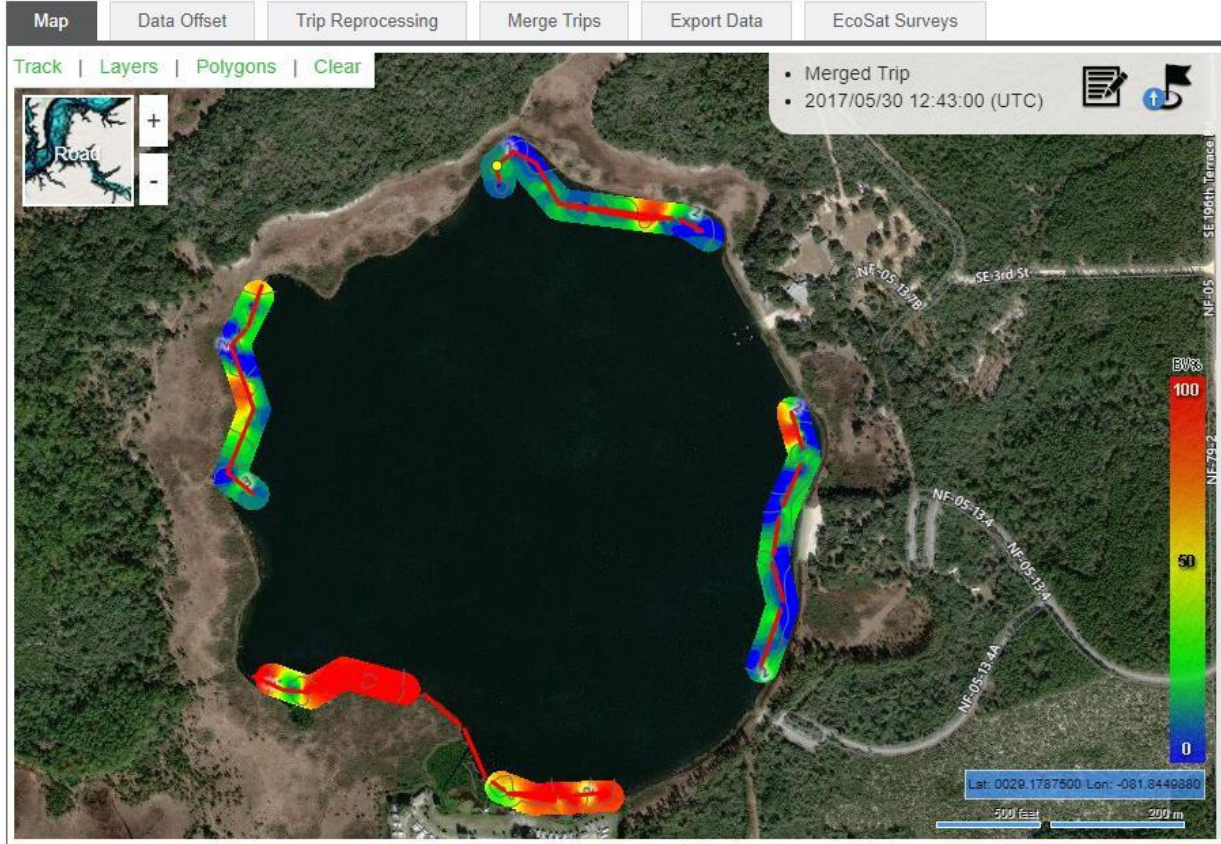 Map
Data Offset
Trip Reprocessing
Merge Trips
Export Data
EcoSat Surveys
Track | Layers | Polygons | Clear
Road
+
-
• Merged Trip
• 2017/05/30 12:43:00 (UTC)
SE 196th Terrace Rd
SE 3rd St
NF-05-13.7B
NF-05
NF-79-2
BV%
100
50
0
NF-05-13.4
NF-05-13.4
NF-05-13.4A
Lat: 0029.1787500 Lon: -081.8449880
500 feet
200 m